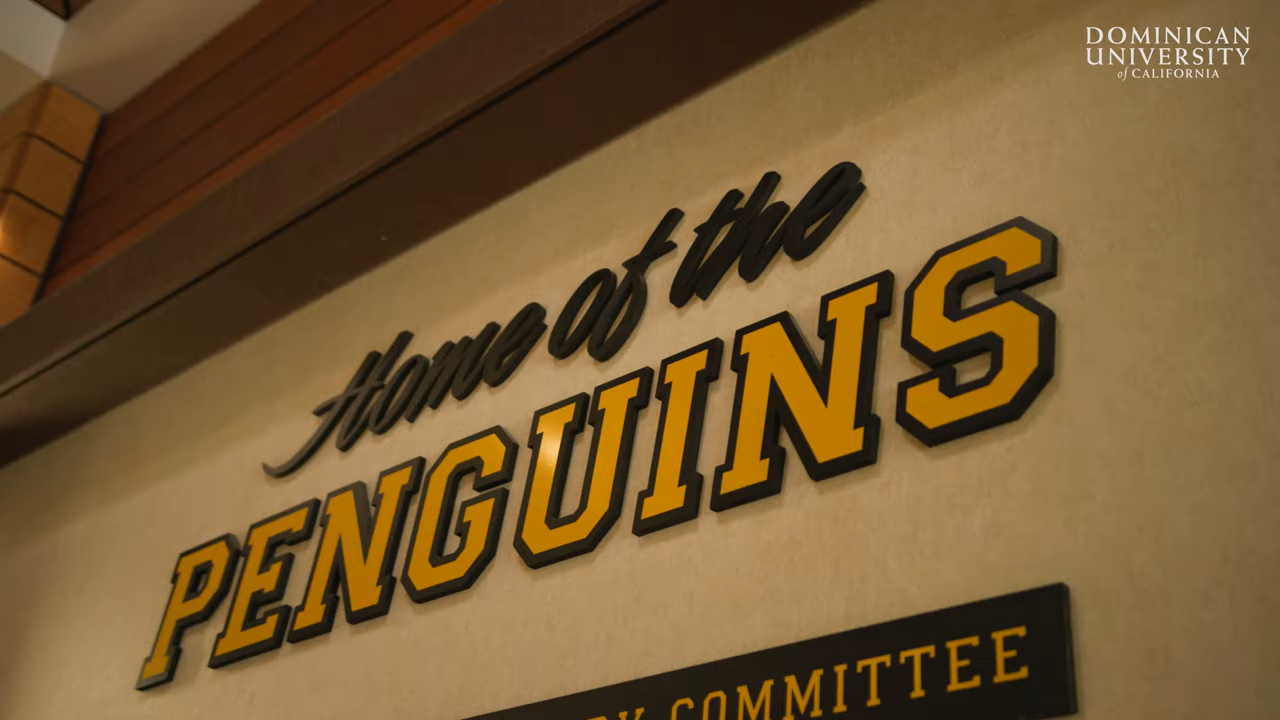 DOMINICAN
UNIVERSITY
of CALIFORNIA
Home of the
PENGUINS
COMMITTEE